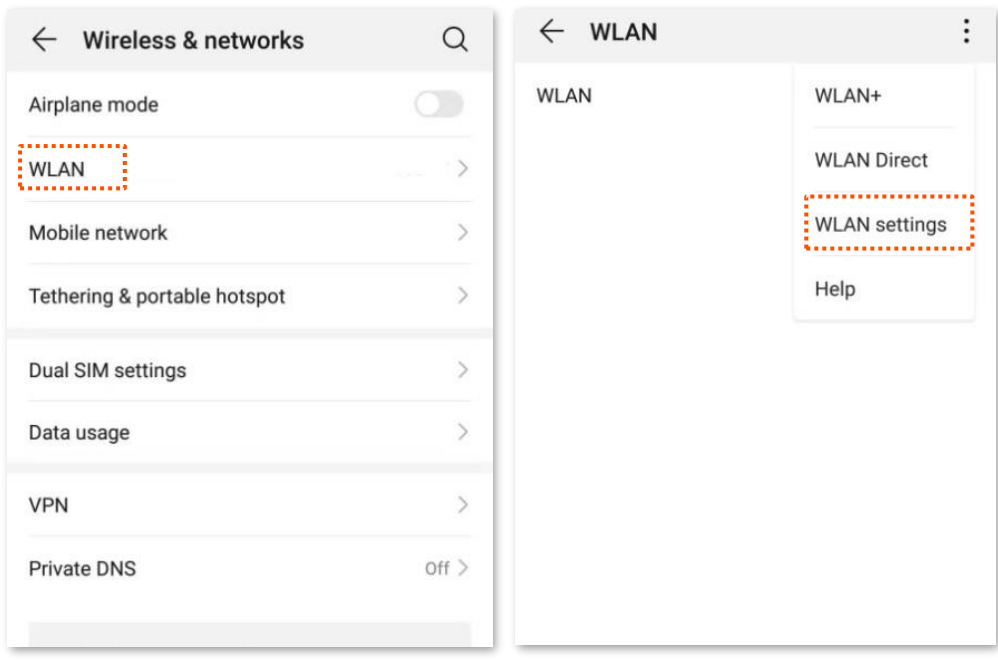 Wireless & networks
Airplane mode
WLAN
Mobile network
Tethering & portable hotspot
Dual SIM settings
Data usage
VPN
Private DNS Off
WLAN
WLAN
WLAN+
WLAN Direct
WLAN settings
Help